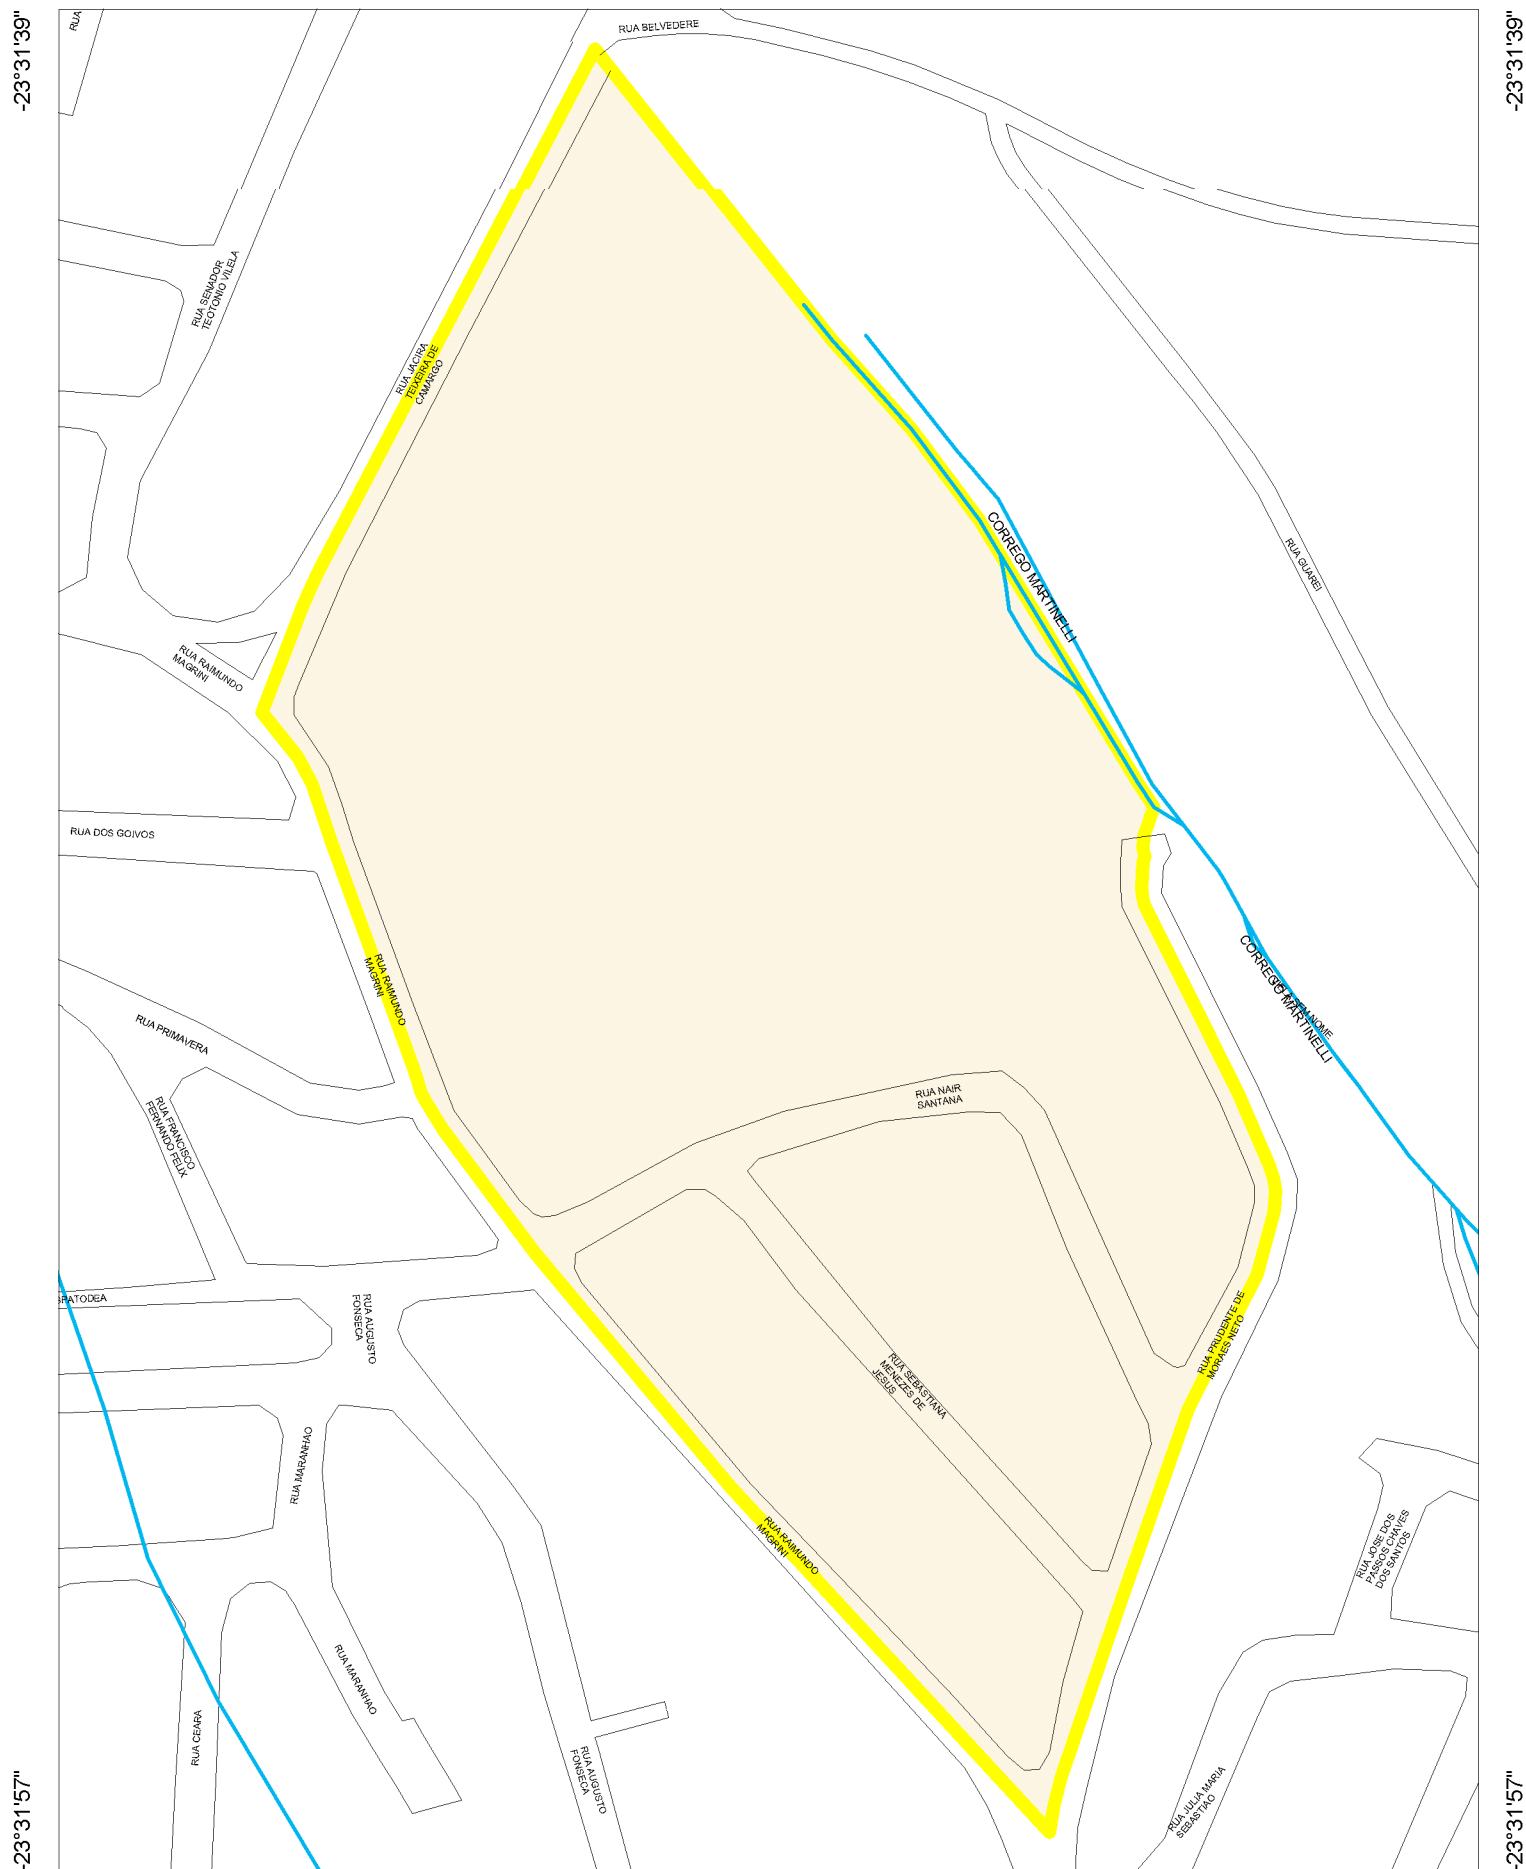 -23°31'39"
-23°31'39"
RUA
RUA BELVEDERE
RUA SENADOR
TEOTONIO VILELA
RUA JACIRA
TEIXEIRA DE
CAMARGO
CORREGO MARTINELLI
RUA GUAREI
RUA RAIMUNDO
MAGRINI
RUA DOS GOIVOS
RUA RAIMUNDO
MAGRINI
CORREGO MARTINELLI
SEM NOME
RUA PRIMAVERA
RUA NAIR
SANTANA
RUA FRANCISCO
FERNANDO FELIX
SPATODEA
RUA AUGUSTO
FONSECA
RUA PRUDENTE DE
MORAES NETO
RUA SEBASTIANA
MENEZES DE
JESUS
RUA MARANHAO
RUA RAIMUNDO
MAGRINI
RUA JOSE DOS
PASSOS CHAVES
DOS SANTOS
RUA MARANHAO
RUA CEARA
RUA AUGUSTO
FONSECA
RUA JULIA MARIA
SEBASTIAO
-23°31'57"
-23°31'57"